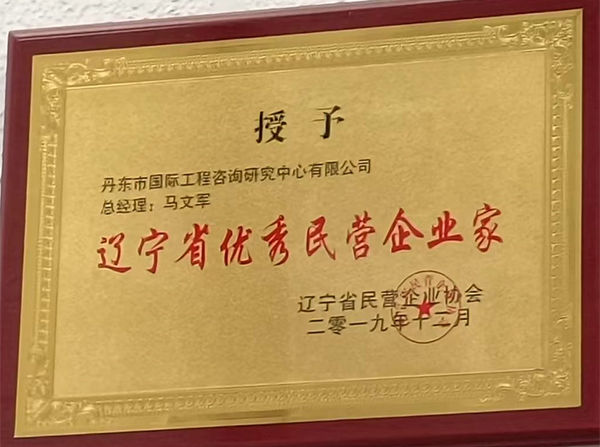 授予
丹东市国际工程咨询研究中心有限公司
总经理：马文军
辽宁省优秀民营企业家
辽宁省民营企业协会
二零一九年十二月